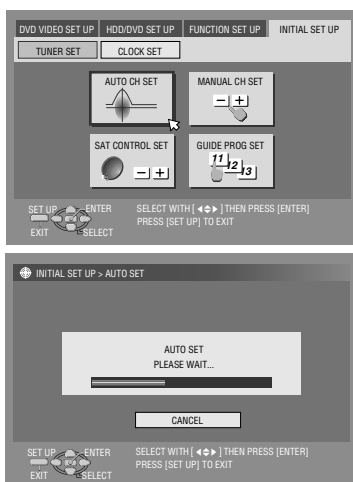 DVD VIDEO SET UP HDD/DVD SET UP FUNCTION SET UP INITIAL SET UP
TUNER SET CLOCK SET
AUTO CH SET MANUAL CH SET
SAT CONTROL SET GUIDE PROG SET
11 12 13
SET UP ENTER SELECT WITH [ ◀◆▶ ] THEN PRESS [ENTER]
PRESS [SET UP] TO EXIT
EXIT SELECT
INITIAL SET UP > AUTO SET
AUTO SET
PLEASE WAIT...
CANCEL
SET UP ENTER SELECT WITH [ ◀◆▶ ] THEN PRESS [ENTER]
PRESS [SET UP] TO EXIT
EXIT SELECT